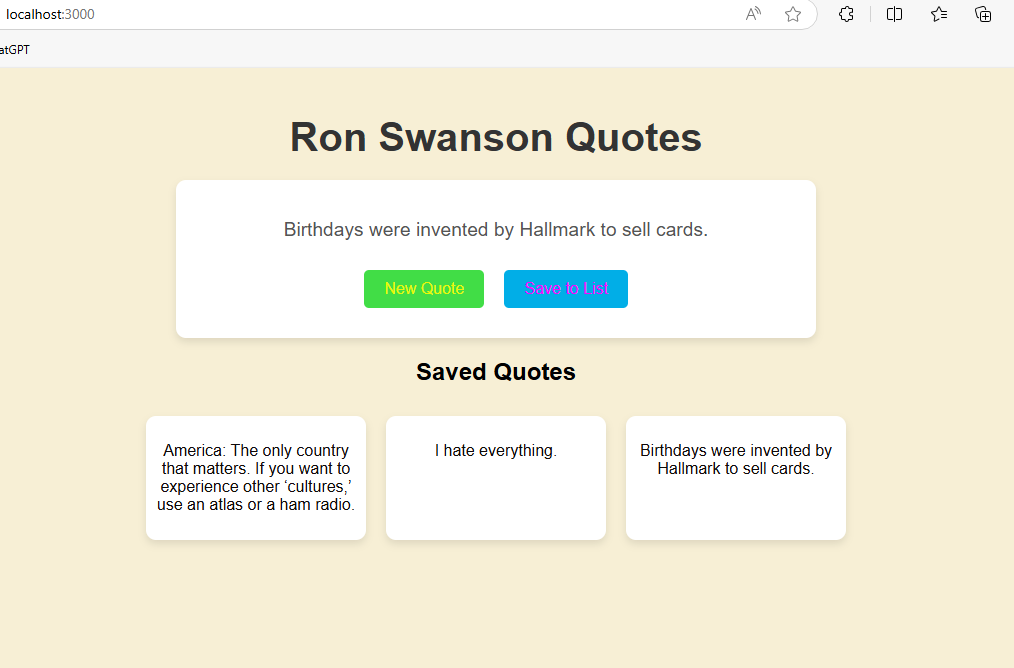 localhost:3000
atGPT
Ron Swanson Quotes
Birthdays were invented by Hallmark to sell cards.
New Quote
Save to List
Saved Quotes
America: The only country
that matters. If you want to
experience other ‘cultures,’
use an atlas or a ham radio.
I hate everything.
Birthdays were invented by
Hallmark to sell cards.